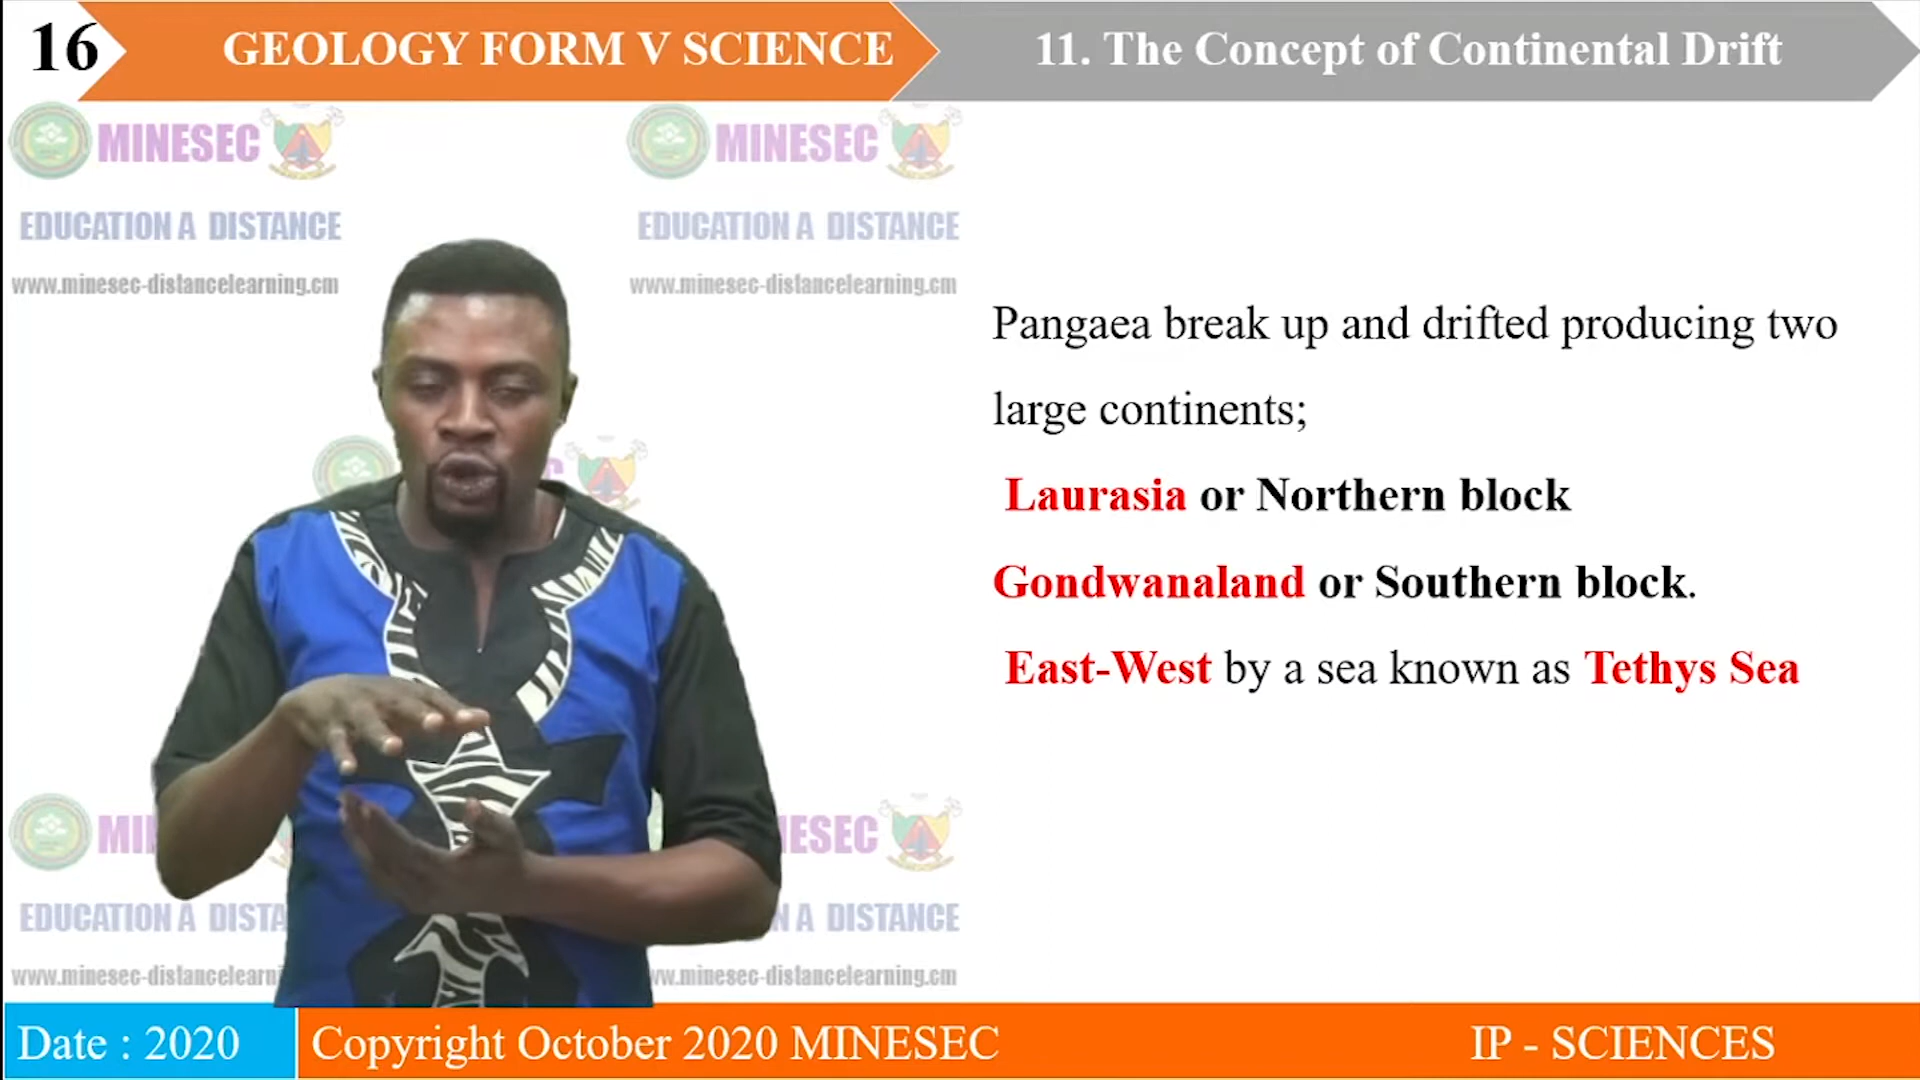 16
GEOLOGY FORM V SCIENCE
11. The Concept of Continental Drift
MINESEC
EDUCATION A DISTANCE
www.minesec-distancelearning.cm
MINESEC
EDUCATION A DISTANCE
www.minesec-distancelearning.cm
Pangaea break up and drifted producing two
large continents;
Laurasia or Northern block
Gondwanaland or Southern block.
East-West by a sea known as Tethys Sea
Date : 2020
Copyright October 2020 MINESEC
IP - SCIENCES